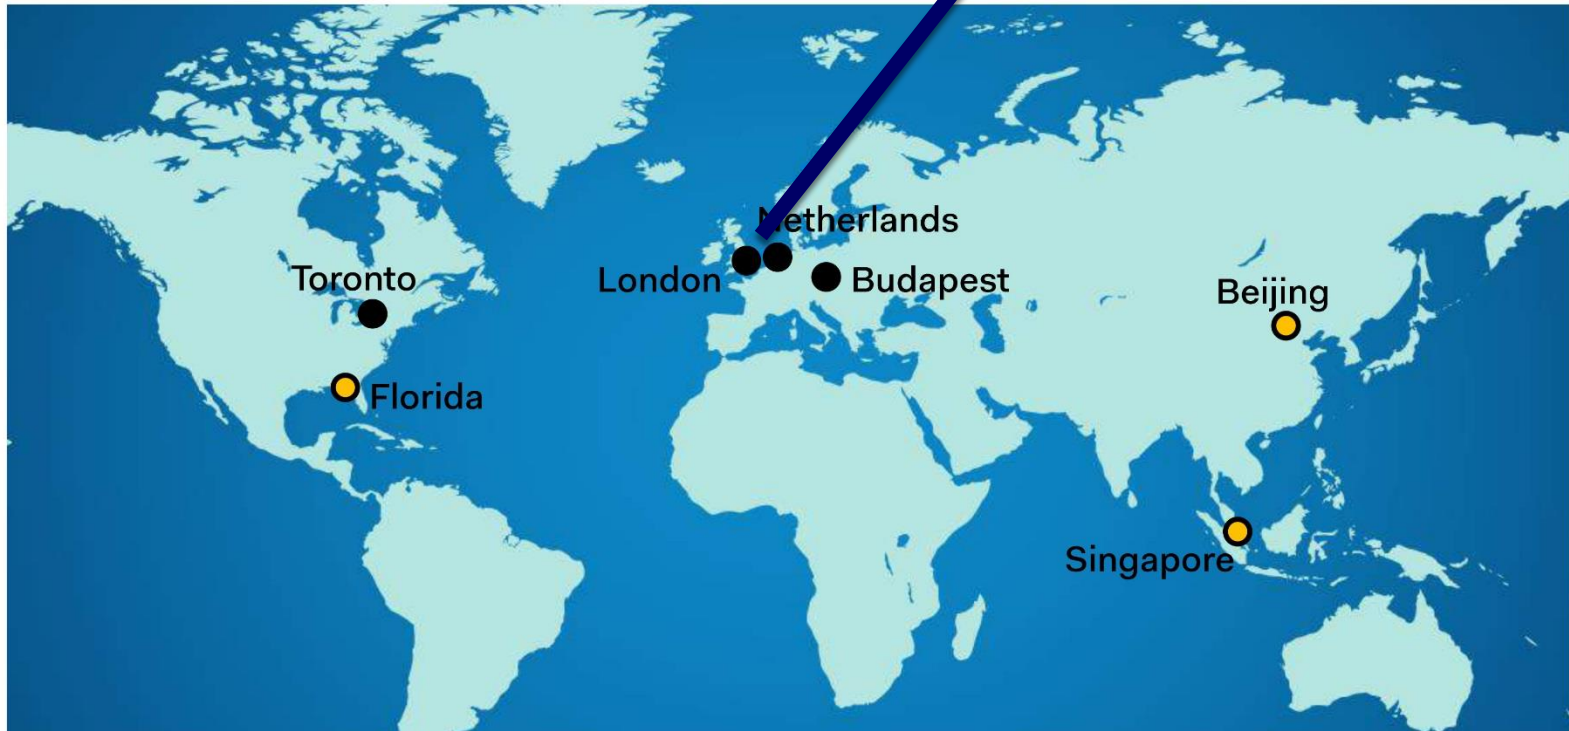 Netherlands
Toronto
London
Budapest
Beijing
Florida
Singapore